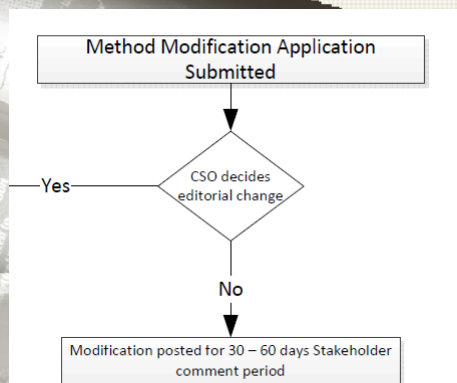 Method Modification Application
Submitted
CSO decides
editorial change
Yes
No
Modification posted for 30 – 60 days Stakeholder
comment period